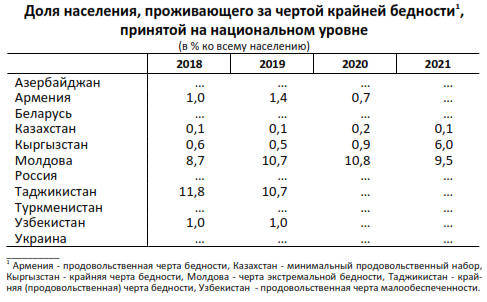 Доля населения, проживающего за чертой крайней бедности¹,
принятой на национальном уровне
(в % ко всему населению)
2018 2019 2020 2021
Азербайджан … … … …
Армения 1,0 1,4 0,7 …
Беларусь … … … …
Казахстан 0,1 0,1 0,2 0,1
Кыргызстан 0,6 0,5 0,9 6,0
Молдова 8,7 10,7 10,8 9,5
Россия … … … …
Таджикистан 11,8 10,7 … …
Туркменистан … … … …
Узбекистан 1,0 1,0 … …
Украина … … … …
¹ Армения - продовольственная черта бедности, Казахстан - минимальный продовольственный набор,
Кыргызстан - крайняя черта бедности, Молдова - черта экстремальной бедности, Таджикистан - край-
няя (продовольственная) черта бедности, Узбекистан - продовольственная черта малообеспеченности.